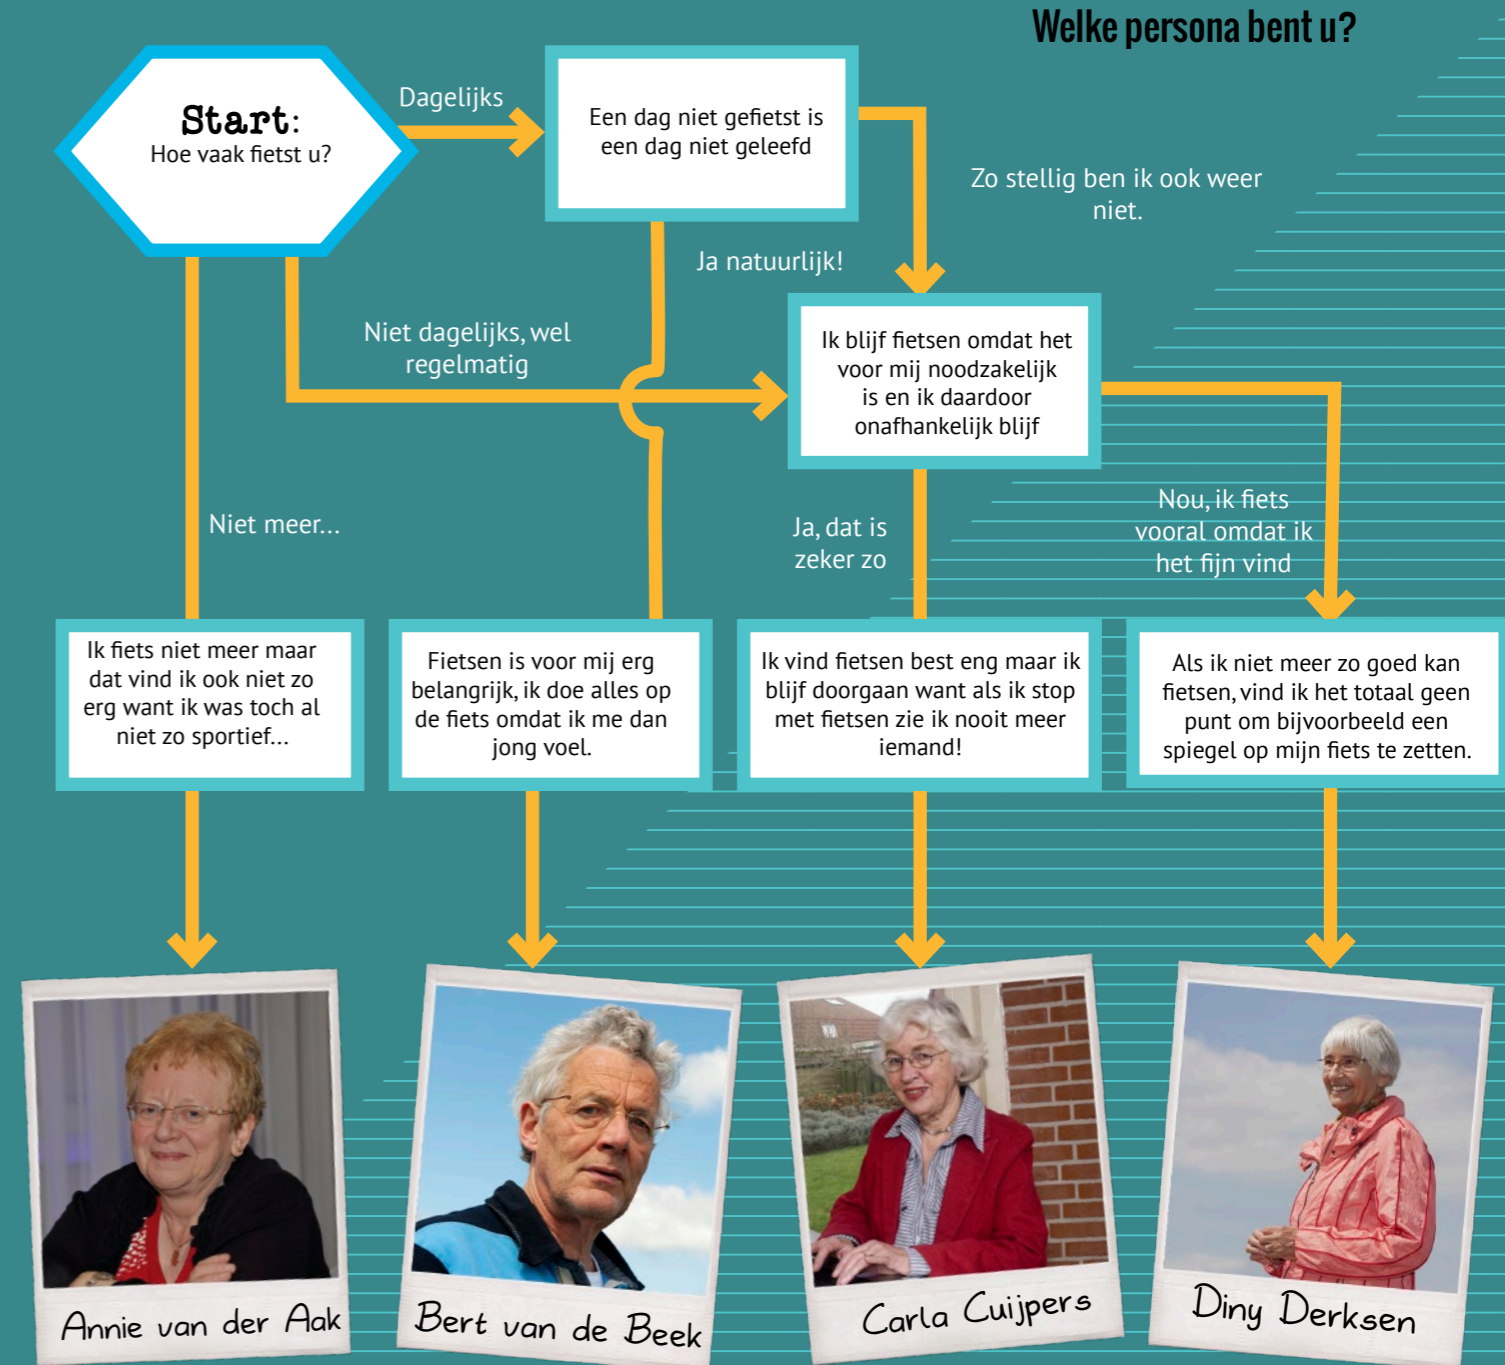 Welke persona bent u?
Start:
Hoe vaak fietst u?
Dagelijks
Een dag niet gefietst is
een dag niet geleefd
Zo stellig ben ik ook weer
niet.
Ja natuurlijk!
Niet dagelijks, wel
regelmatig
Ik blijf fietsen omdat het
voor mij noodzakelijk
is en ik daardoor
onafhankelijk blijf
Niet meer...
Ja, dat is
zeker zo
Nou, ik fiets
vooral omdat ik
het fijn vind
Ik fiets niet meer maar
dat vind ik ook niet zo
erg want ik was toch al
niet zo sportief...
Fietsen is voor mij erg
belangrijk, ik doe alles op
de fiets omdat ik me dan
jong voel.
Ik vind fietsen best eng maar ik
blijf doorgaan want als ik stop
met fietsen zie ik nooit meer
iemand!
Als ik niet meer zo goed kan
fietsen, vind ik het totaal geen
punt om bijvoorbeeld een
spiegel op mijn fiets te zetten.
Annie van der Aak
Bert van de Beek
Carla Cuijpers
Diny Derksen